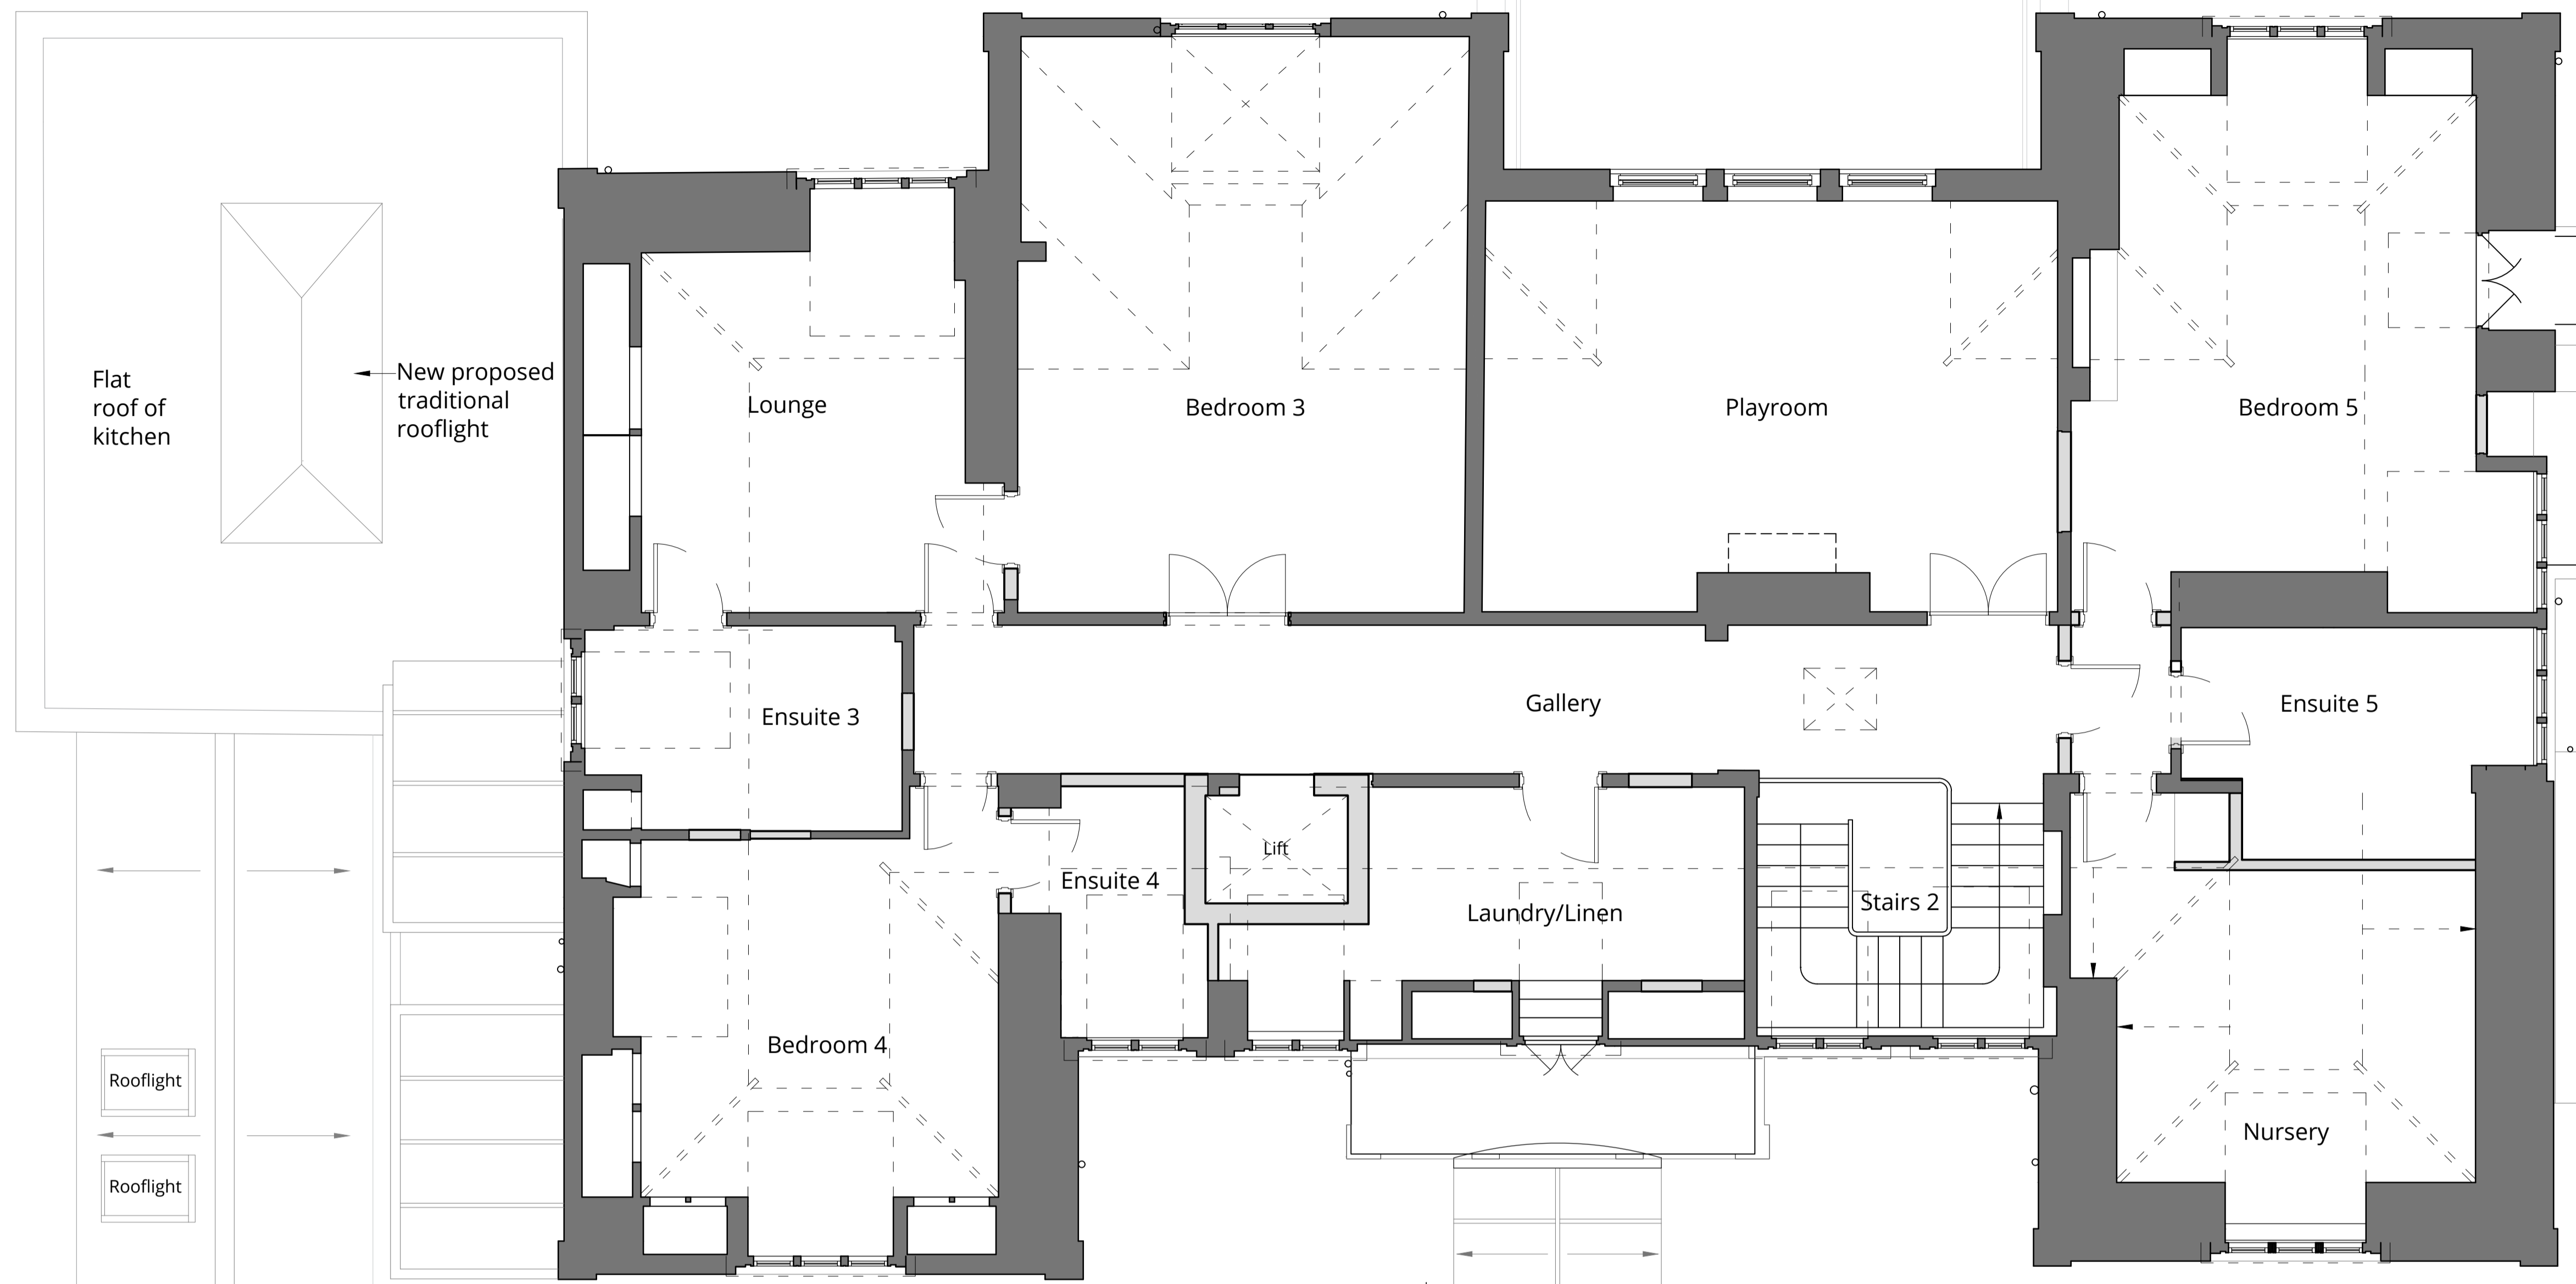 Flat
roof of
kitchen
New proposed
traditional
rooflight
Lounge
Bedroom 3
Playroom
Bedroom 5
Ensuite 3
Gallery
Ensuite 5
Lift
Ensuite 4
Laundry/Linen
Stairs 2
Bedroom 4
Nursery
Rooflight
Rooflight